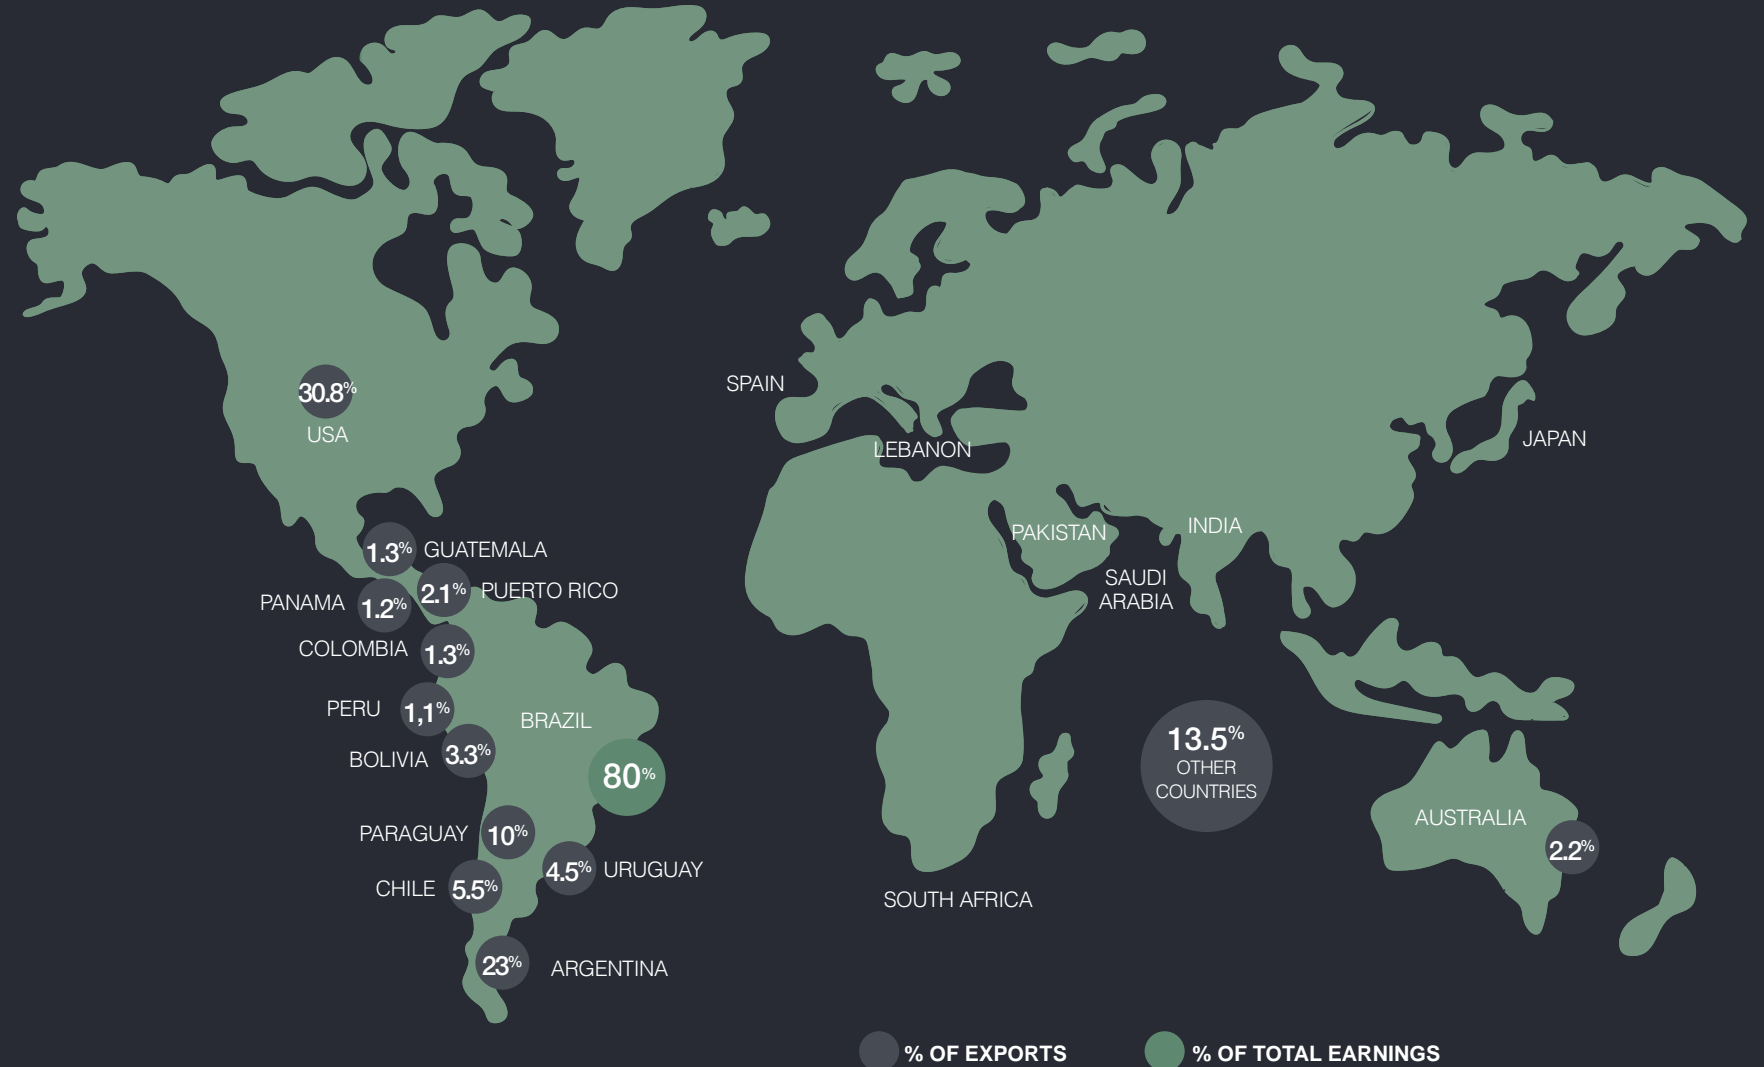 30.8%
USA
1.3% GUATEMALA
2.1% PUERTO RICO
PANAMA 1.2%
COLOMBIA 1.3%
PERU 1,1%
BRAZIL
BOLIVIA 3.3%
80%
PARAGUAY 10%
4.5% URUGUAY
CHILE 5.5%
23% ARGENTINA
SPAIN
LEBANON
JAPAN
PAKISTAN
INDIA
SAUDI
ARABIA
13.5%
OTHER
COUNTRIES
AUSTRALIA
2.2%
SOUTH AFRICA
% OF EXPORTS
% OF TOTAL EARNINGS